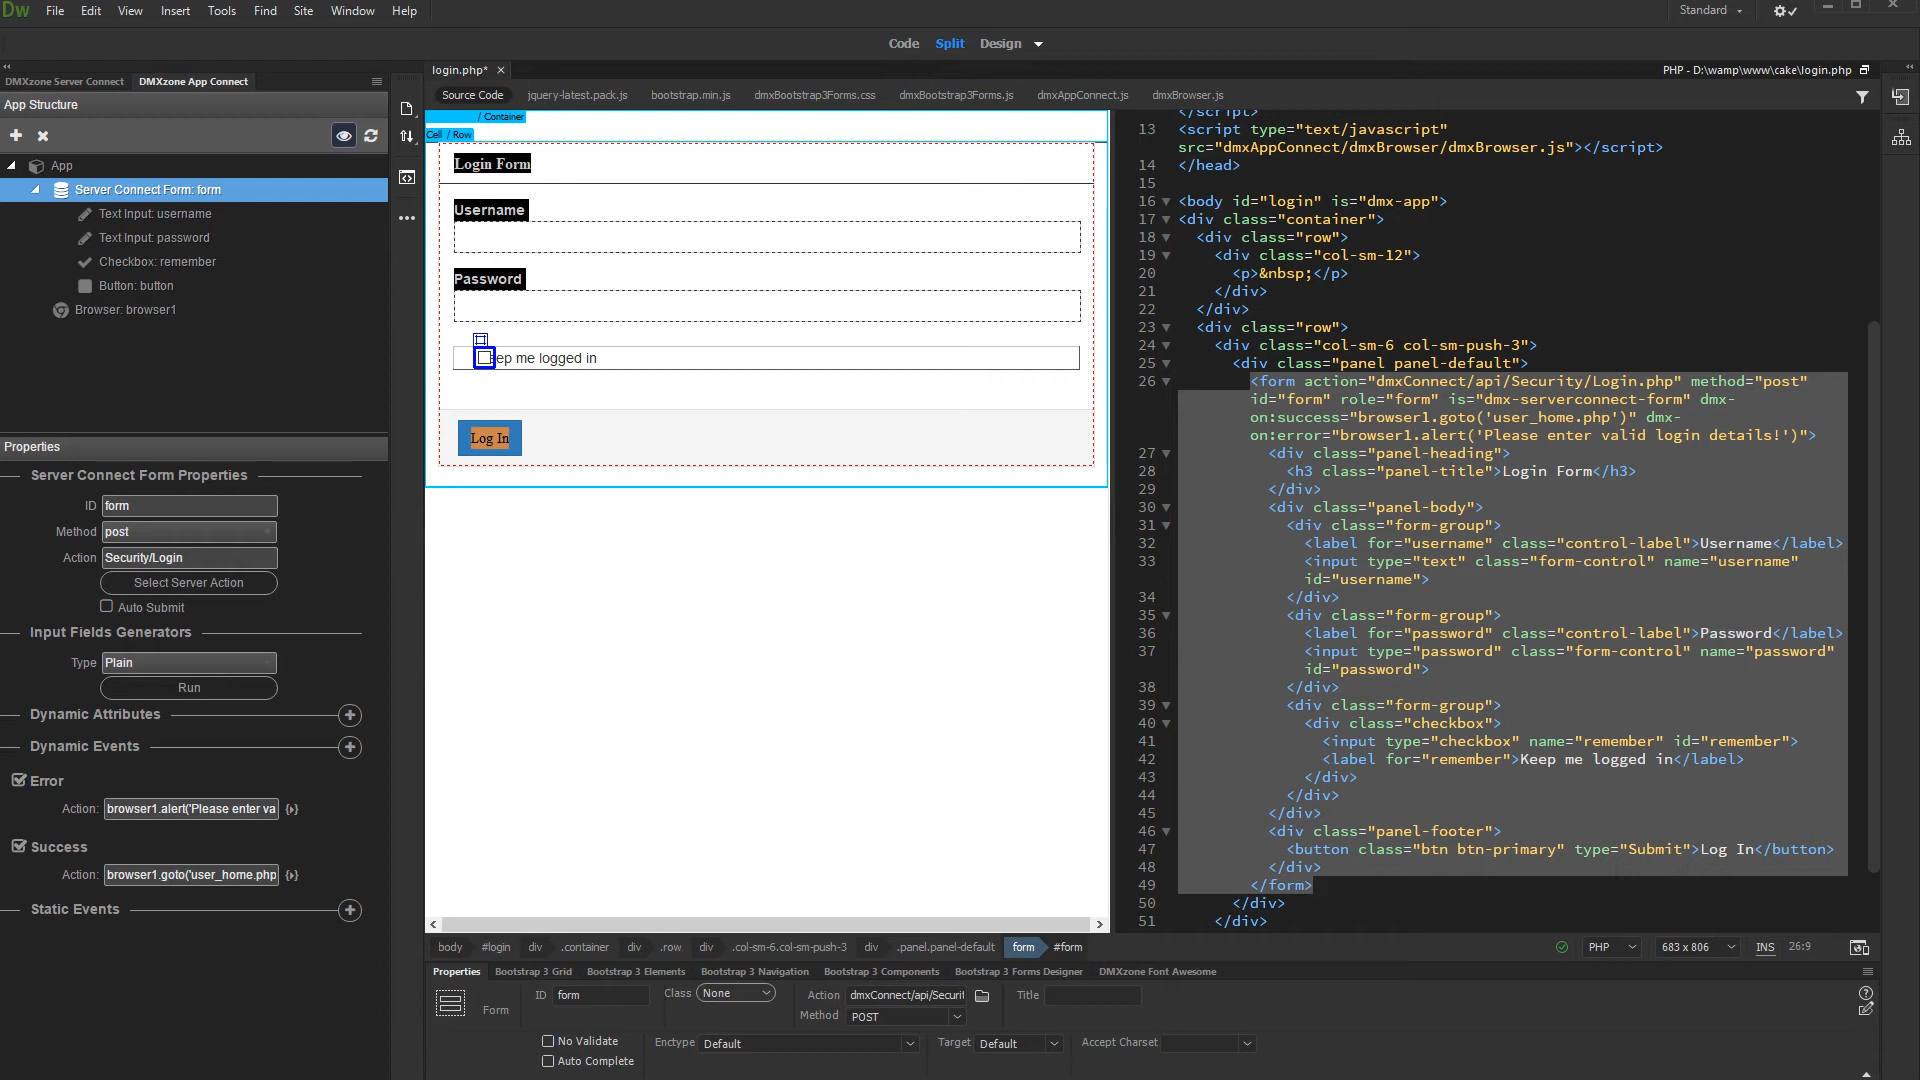 Dw File Edit View Insert Tools Find Site Window Help Standard
Code Split Design
DMXzone Server Connect DMXzone App Connect
App Structure
App
Server Connect Form: form
Text Input: username
Text Input: password
Checkbox: remember
Button: button
Browser: browser1
Properties
Server Connect Form Properties
ID form
Method post
Action Security/Login
Select Server Action
Auto Submit
Input Fields Generators
Type Plain
Run
Dynamic Attributes
Dynamic Events
Error
Action: browser1.alert('Please enter va
Success
Action: browser1.goto('user_home.php
Static Events
login.php*
PHP - D:\wamp\www\cake\login.php
Source Code jquery-latest.pack.js bootstrap.min.js dmxBootstrap3Forms.css dmxBootstrap3Forms.js dmxAppConnect.js dmxBrowser.js
/ Container
Cell / Row
Login Form
Username
Password
ep me logged in
Log In
</script>
13 <script type="text/javascript"
src="dmxAppConnect/dmxBrowser/dmxBrowser.js"></script>
14 </head>
15
16 <body id="login" is="dmx-app">
17 <div class="container">
18 <div class="row">
19 <div class="col-sm-12">
20 <p>&nbsp;</p>
21 </div>
22 </div>
23 <div class="row">
24 <div class="col-sm-6 col-sm-push-3">
25 <div class="panel panel-default">
26 <form action="dmxConnect/api/Security/Login.php" method="post"
id="form" role="form" is="dmx-serverconnect-form" dmx-
on:success="browser1.goto('user_home.php')" dmx-
on:error="browser1.alert('Please enter valid login details!')">
27 <div class="panel-heading">
28 <h3 class="panel-title">Login Form</h3>
29 </div>
30 <div class="panel-body">
31 <div class="form-group">
32 <label for="username" class="control-label">Username</label>
33 <input type="text" class="form-control" name="username"
id="username">
34 </div>
35 <div class="form-group">
36 <label for="password" class="control-label">Password</label>
37 <input type="password" class="form-control" name="password"
id="password">
38 </div>
39 <div class="form-group">
40 <div class="checkbox">
41 <input type="checkbox" name="remember" id="remember">
42 <label for="remember">Keep me logged in</label>
43 </div>
44 </div>
45 </div>
46 <div class="panel-footer">
47 <button class="btn btn-primary" type="Submit">Log In</button>
48 </div>
49 </form>
50 </div>
51 </div>
body #login div .container div .row div .col-sm-6.col-sm-push-3 div .panel.panel-default form #form PHP 683 x 806 INS 26:9
Properties Bootstrap 3 Grid Bootstrap 3 Elements Bootstrap 3 Navigation Bootstrap 3 Components Bootstrap 3 Forms Designer DMXzone Font Awesome
Form ID form Class None Action dmxConnect/api/Securit Title
Method POST
No Validate Enctype Default Target Default Accept Charset
Auto Complete